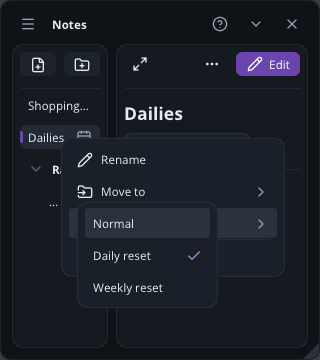 Notes
Edit
Shopping...
Dailies
Dailies
Rename
Move to
...
Normal
Daily reset
Weekly reset